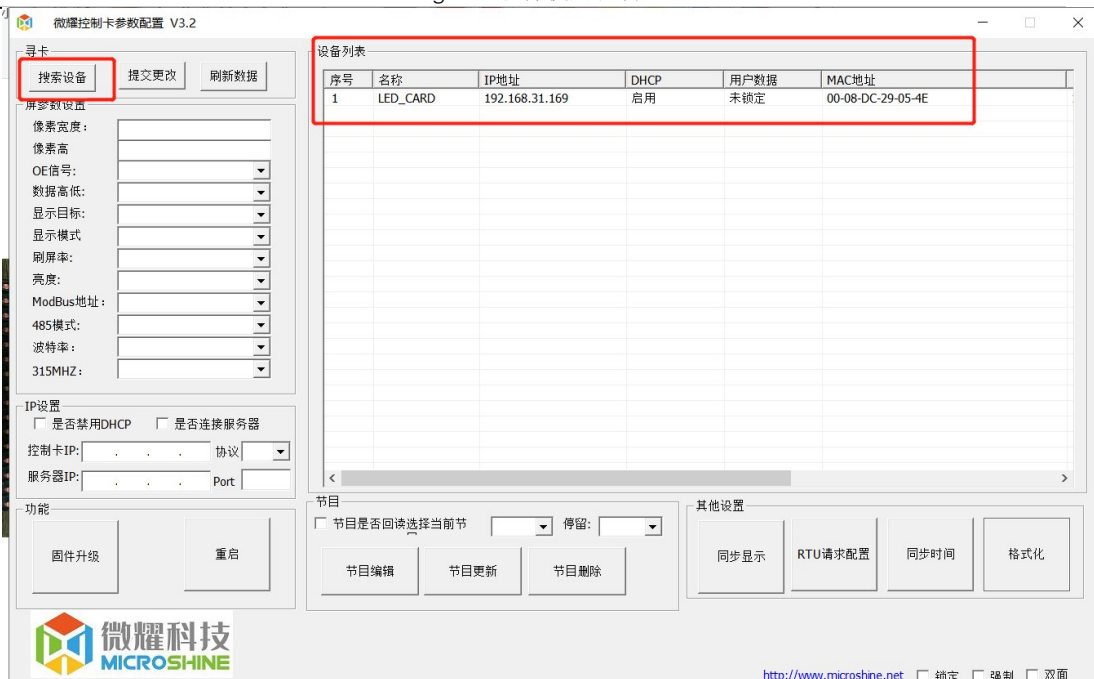 微耀控制卡参数配置 V3.2
寻卡
搜索设备 提交更改 刷新数据
屏参数设置
像素宽度：
像素高
OE信号:
数据高低:
显示目标:
显示模式
刷屏率:
亮度:
ModBus地址：
485模式:
波特率：
315MHZ：
IP设置
是否禁用DHCP 是否连接服务器
控制卡IP: . . . 协议
服务器IP: . . . Port
功能
固件升级 重启
设备列表
序号 名称 IP地址 DHCP 用户数据 MAC地址
1 LED_CARD 192.168.31.169 启用 未锁定 00-08-DC-29-05-4E
节目
节目是否回读选择当前节 停留:
节目编辑 节目更新 节目删除
其他设置
同步显示 RTU请求配置 同步时间 格式化
微耀科技
MICROSHINE
http://www.microshine.net 锁定 强制 双面